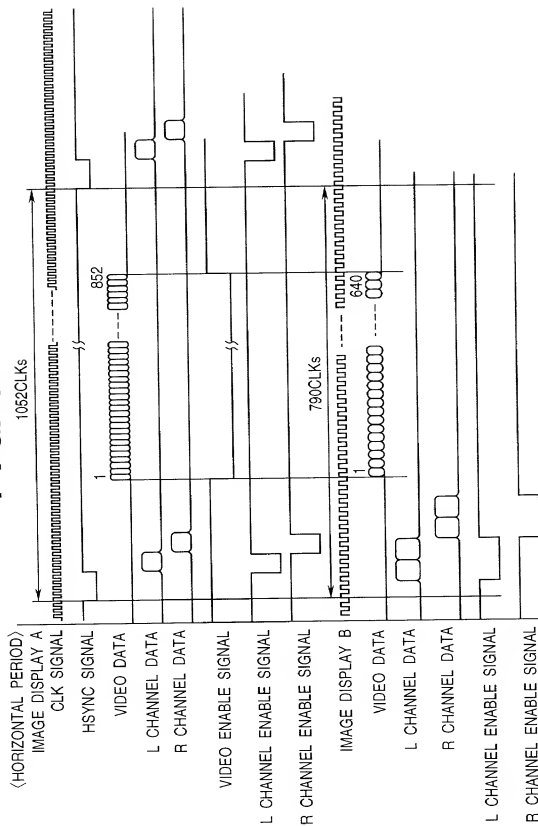 〈HORIZONTAL PERIOD〉
IMAGE DISPLAY A
1052CLKs
CLK SIGNAL
HSYNC SIGNAL
VIDEO DATA
1
852
L CHANNEL DATA
R CHANNEL DATA
VIDEO ENABLE SIGNAL
L CHANNEL ENABLE SIGNAL
R CHANNEL ENABLE SIGNAL
790CLKs
IMAGE DISPLAY B
VIDEO DATA
1
640
L CHANNEL DATA
R CHANNEL DATA
L CHANNEL ENABLE SIGNAL
R CHANNEL ENABLE SIGNAL